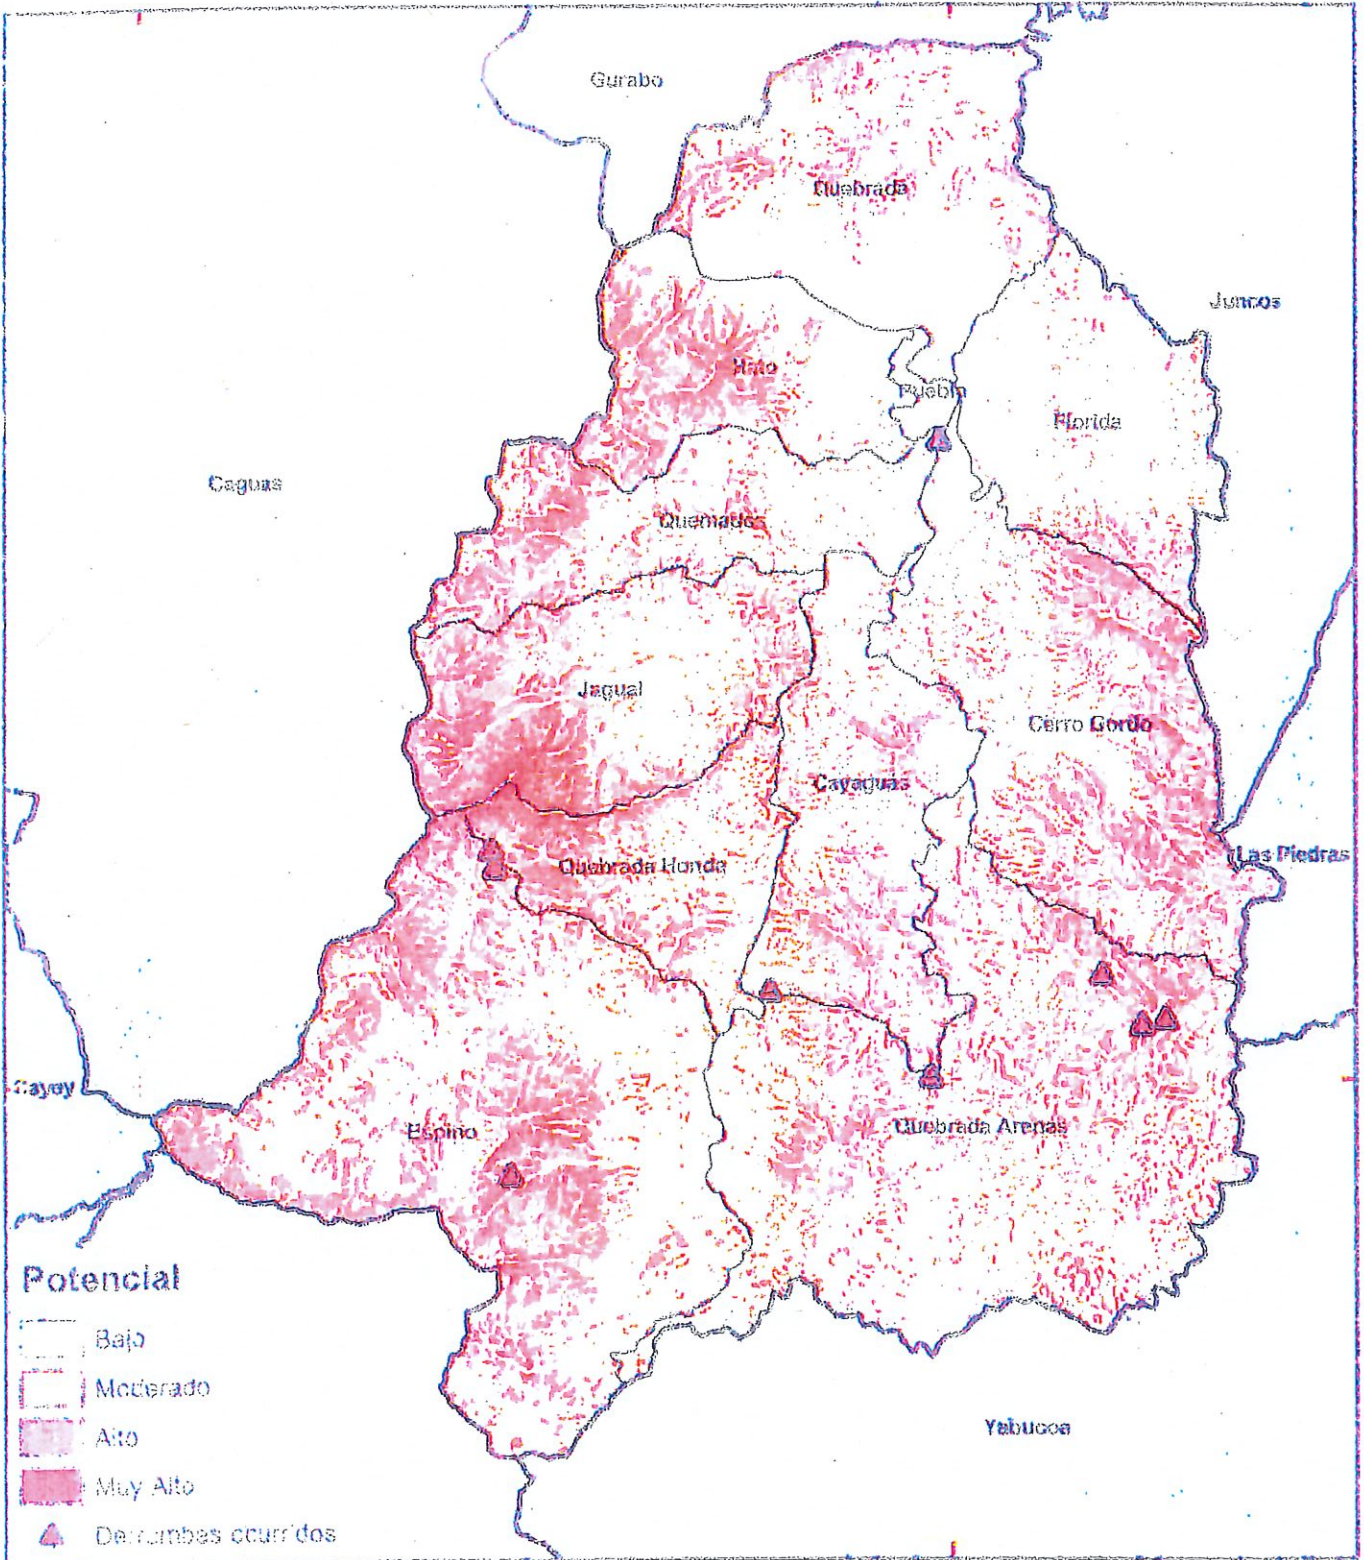 Gurabo
Quebrada
Juncos
Hato
Pueblo
Florida
Caguas
Quemados
Jagual
Cerro Gordo
Cayaguas
Las Piedras
Quebrada Honda
Cayey
Espino
Quebrada Arenas
Yabucoa
Potencial
Bajo
Moderado
Alto
Muy Alto
Derrumbes ocurridos